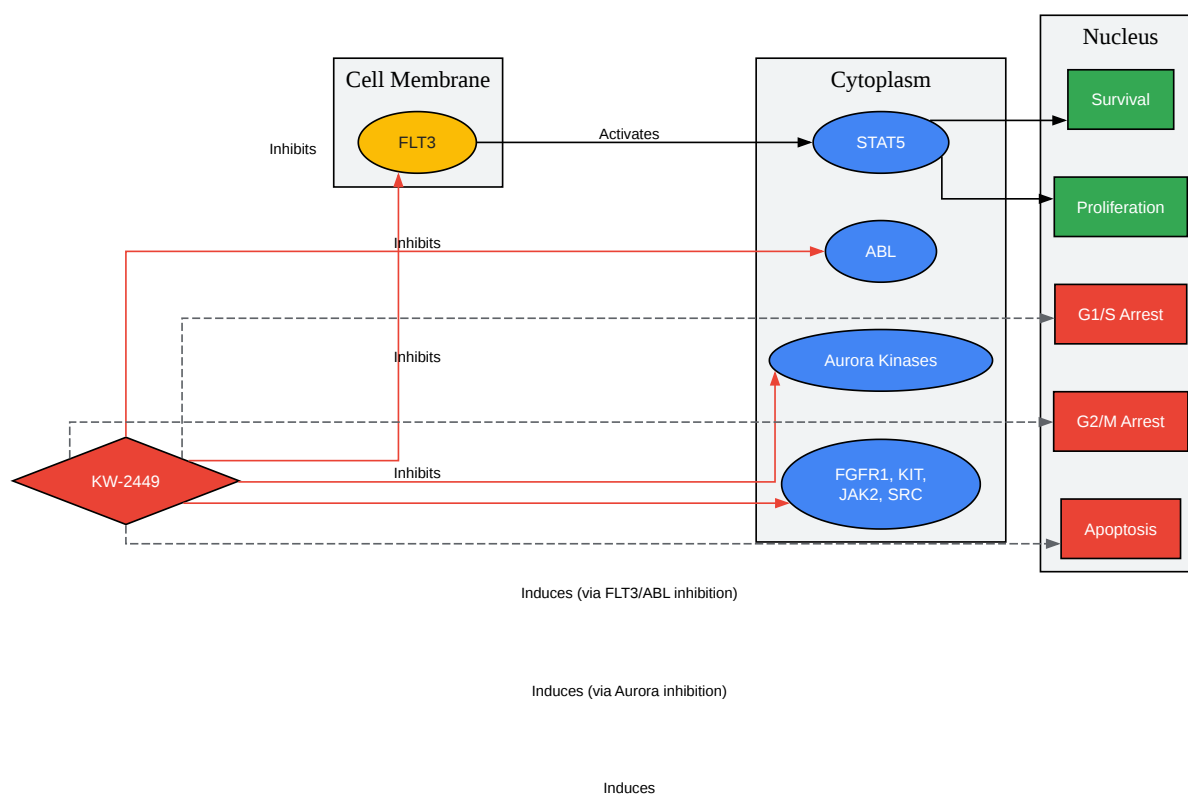 Nucleus
Cell Membrane
Cytoplasm
Survival
Inhibits
FLT3
Activates
STAT5
Proliferation
Inhibits
ABL
G1/S Arrest
Inhibits
Aurora Kinases
G2/M Arrest
KW-2449
Inhibits
FGFR1, KIT,
JAK2, SRC
Apoptosis
Induces (via FLT3/ABL inhibition)
Induces (via Aurora inhibition)
Induces